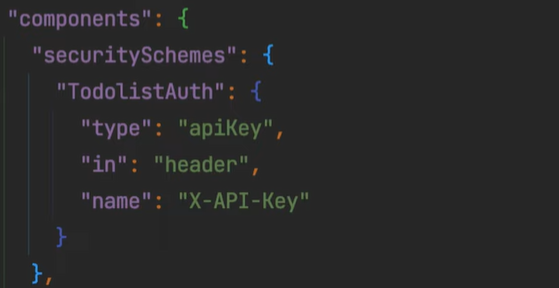 "components": {
"securitySchemes": {
"TodolistAuth": {
"type": "apiKey",
"in": "header",
"name": "X-API-Key"
}
},